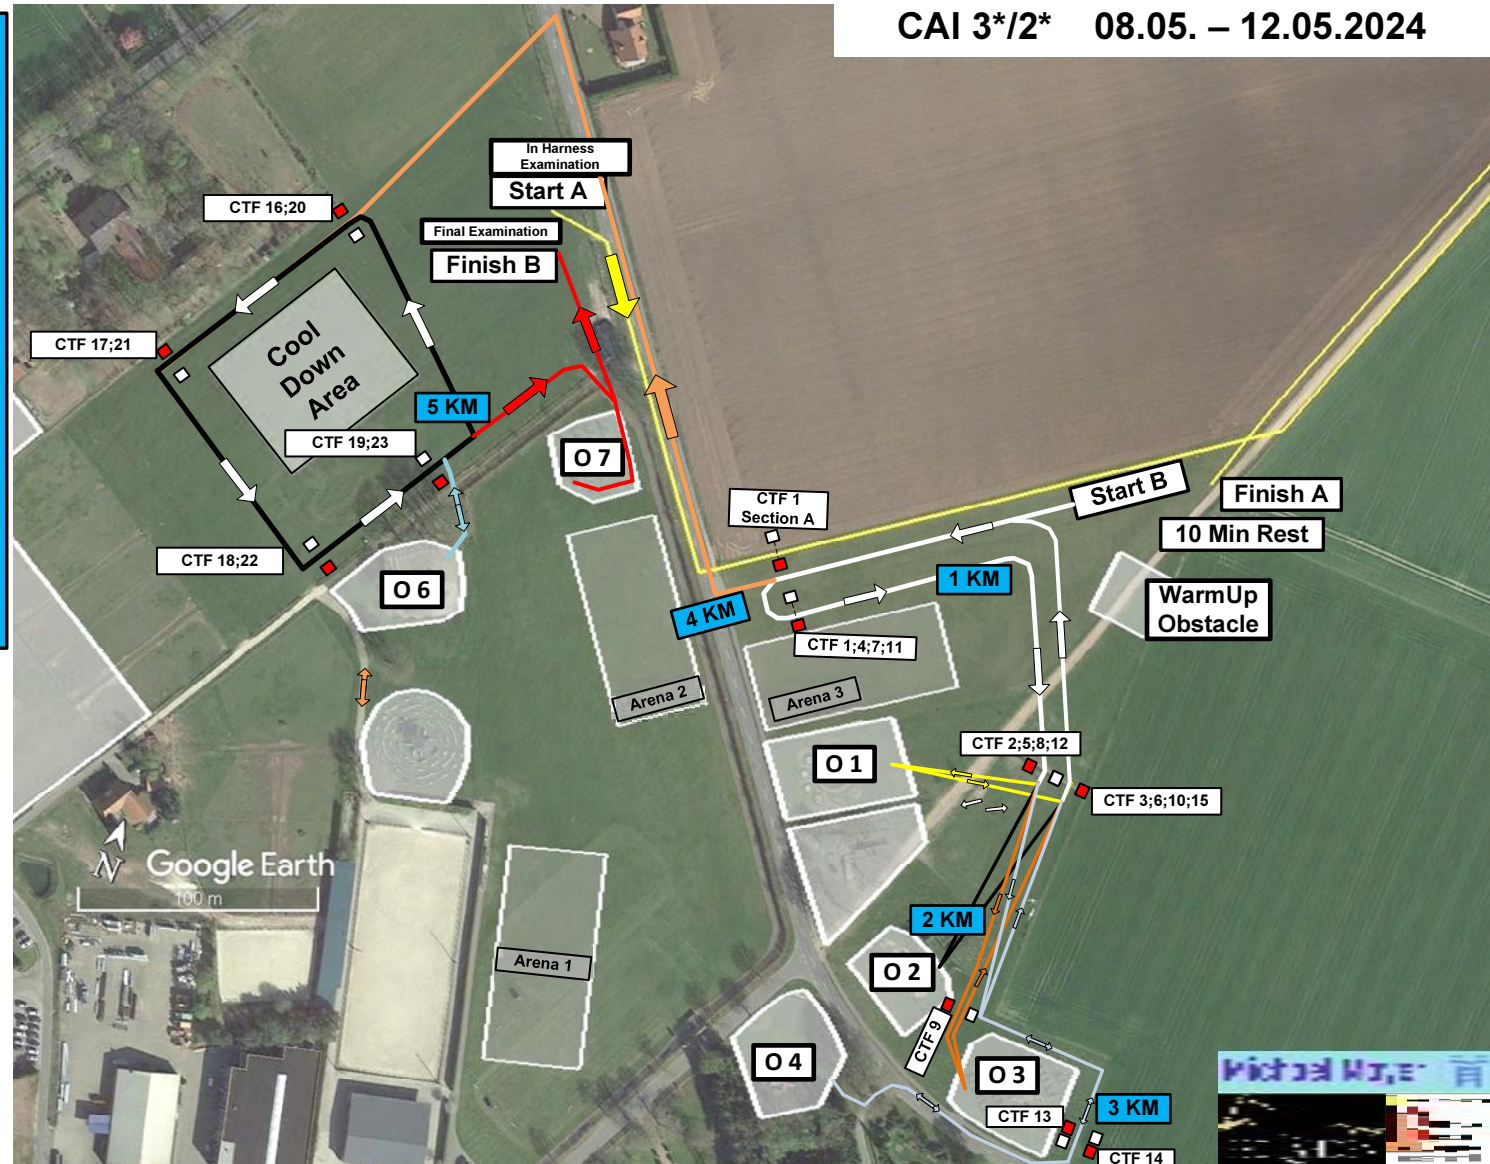 CAI 3*/2* 08.05. – 12.05.2024
In Harness
Examination
Start A
CTF 16;20
Final Examination
Finish B
CTF 17;21
Cool
Down
Area
5 KM
CTF 19;23
O 7
CTF 18;22
O 6
CTF 1
Section A
Start B
Finish A
10 Min Rest
1 KM
WarmUp
Obstacle
4 KM
CTF 1;4;7;11
Arena 2
Arena 3
CTF 2;5;8;12
O 1
CTF 3;6;10;15
N
Google Earth
100 m
2 KM
Arena 1
O 2
CTF 9
O 4
O 3
CTF 13
3 KM
CTF 14